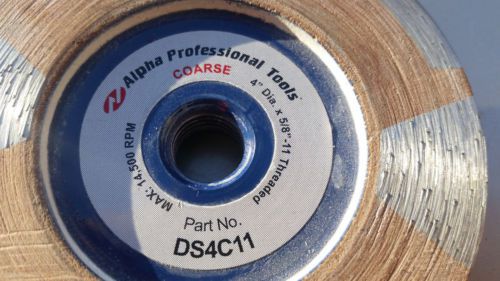 Alpha Professional Tools
COARSE
4" Dia. x 5/8"-11 Threaded
MAX: 14,500 RPM
Part No.
DS4C11